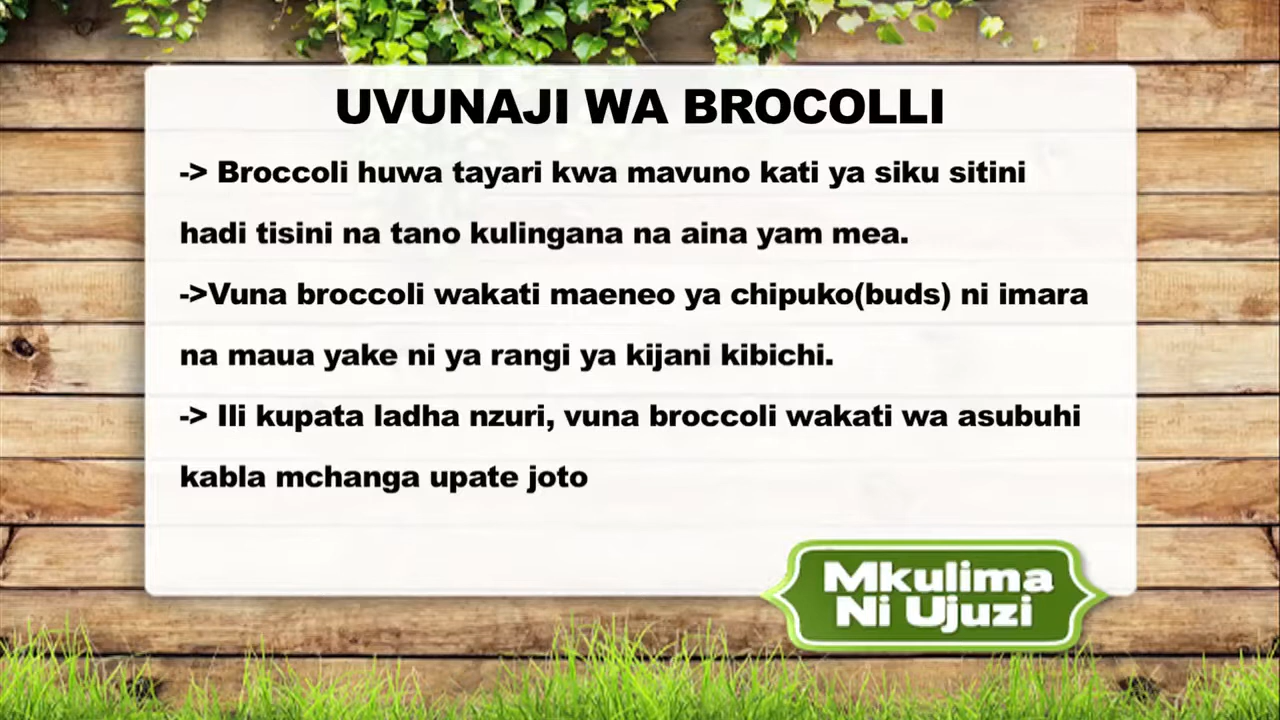 UVUNAJI WA BROCOLLI
-> Broccoli huwa tayari kwa mavuno kati ya siku sitini
hadi tisini na tano kulingana na aina yam mea.
->Vuna broccoli wakati maeneo ya chipuko(buds) ni imara
na maua yake ni ya rangi ya kijani kibichi.
-> Ili kupata ladha nzuri, vuna broccoli wakati wa asubuhi
kabla mchanga upate joto
Mkulima
Ni Ujuzi